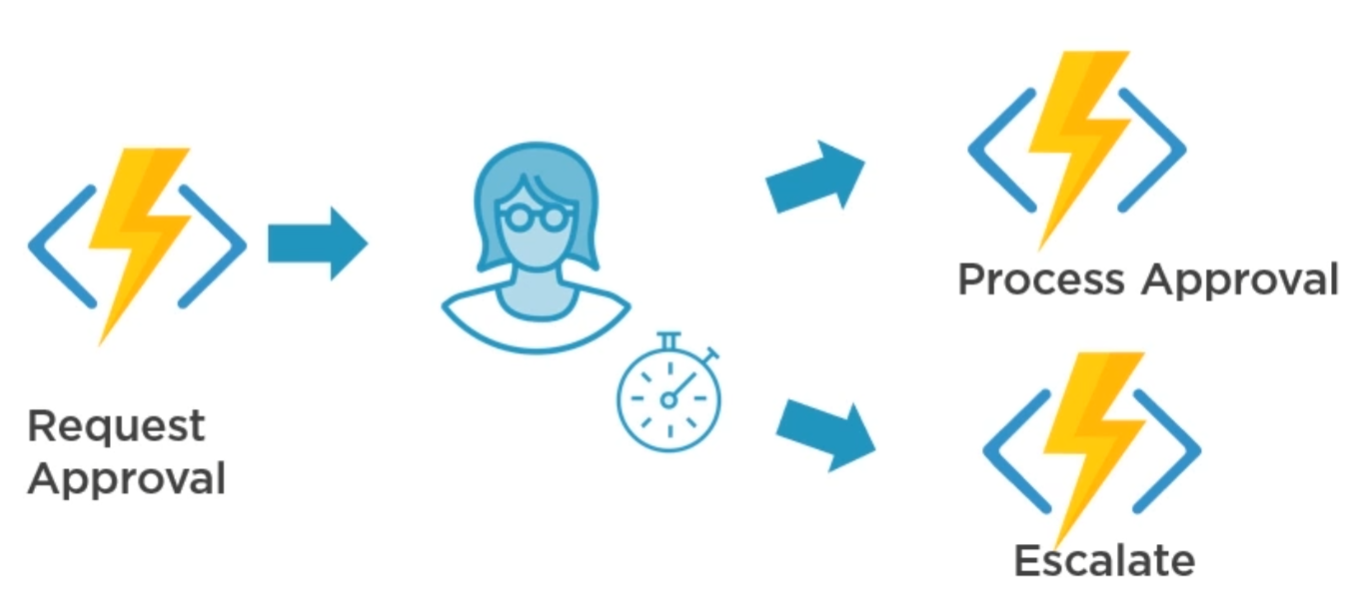 Request
Approval
Process Approval
Escalate